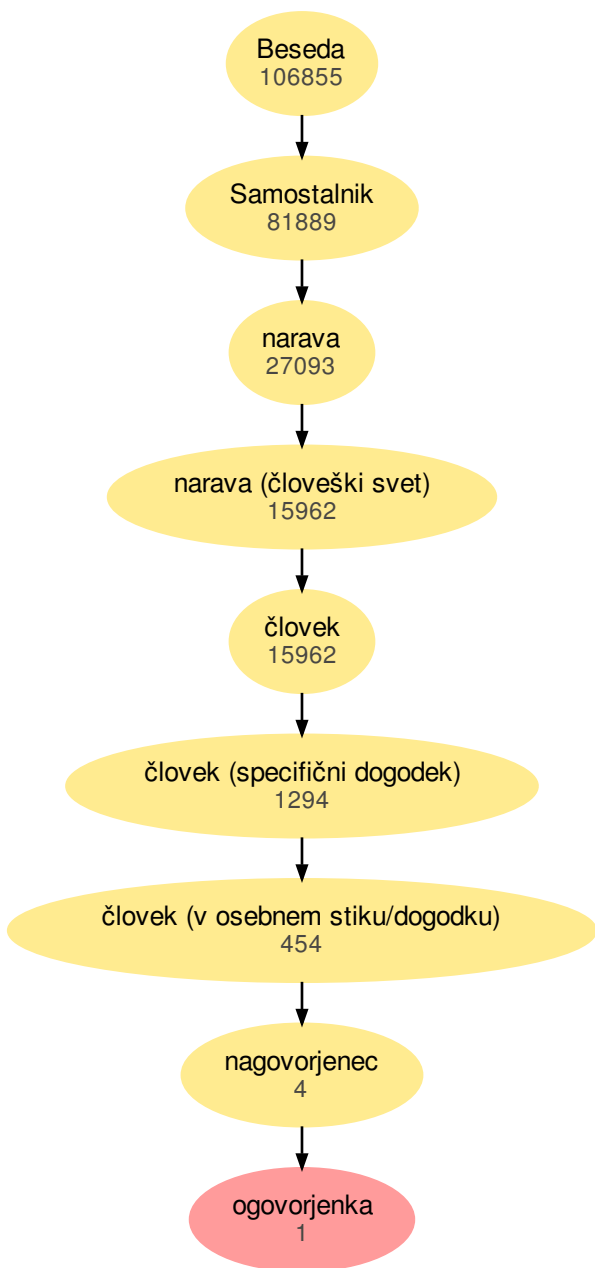 Beseda
106855
Samostalnik
81889
narava
27093
narava (človeški svet)
15962
človek
15962
človek (specifični dogodek)
1294
človek (v osebnem stiku/dogodku)
454
nagovorjenec
4
ogovorjenka
1